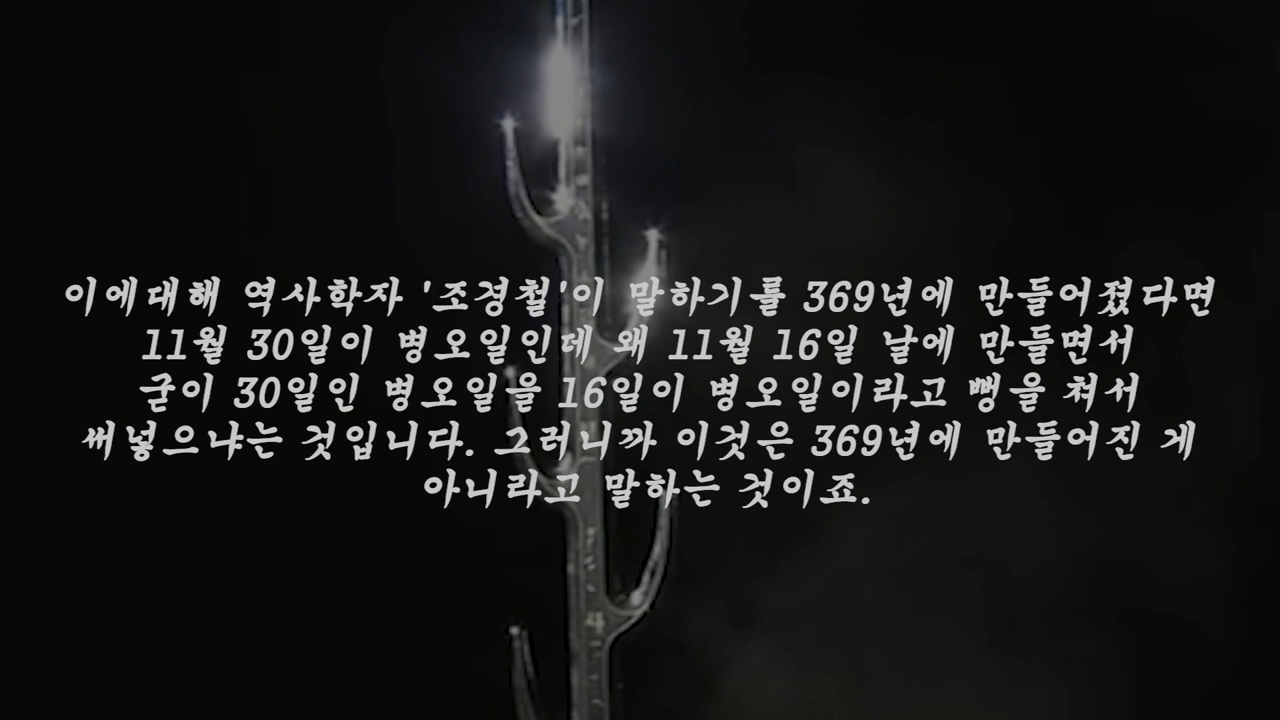 이에대해 역사학자 '조경철'이 말하기를 369년에 만들어졌다면
11월 30일이 병오일인데 왜 11월 16일 날에 만들면서
굳이 30일인 병오일을 16일이 병오일이라고 뻥을 쳐서
써넣으냐는 것입니다. 그러니까 이것은 369년에 만들어진 게
아니라고 말하는 것이죠.